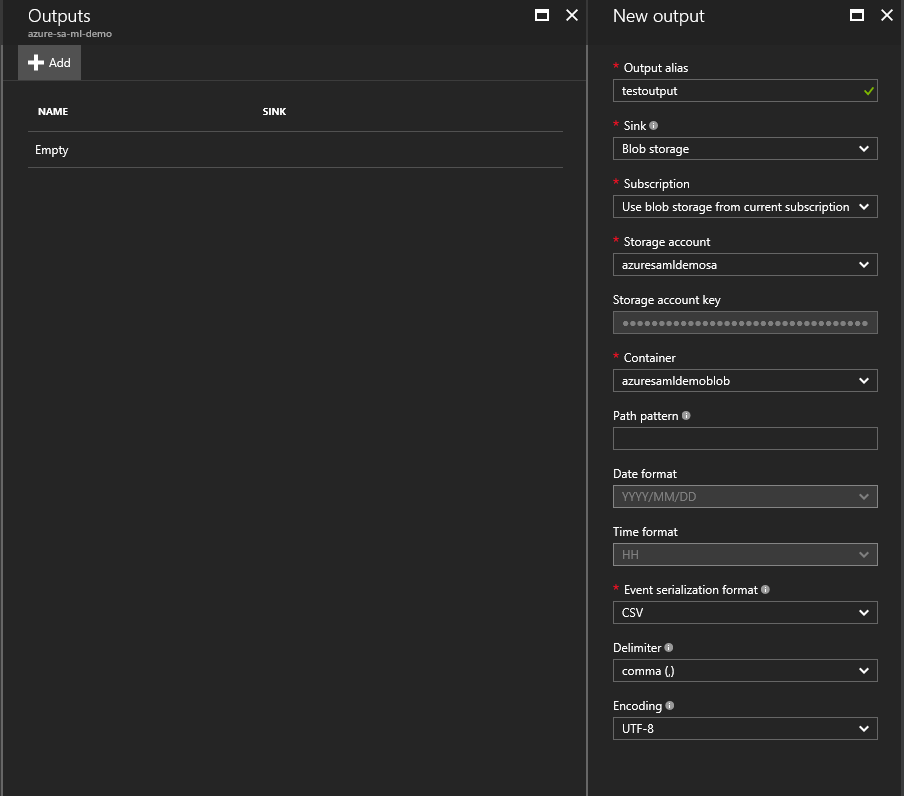 Outputs
azure-sa-ml-demo
Add
NAME SINK
Empty
New output
* Output alias
testoutput
* Sink
Blob storage
* Subscription
Use blob storage from current subscription
* Storage account
azuresamldemosa
Storage account key
••••••••••••••••••••••••••••••••••
* Container
azuresamldemoblob
Path pattern
Date format
YYYY/MM/DD
Time format
HH
* Event serialization format
CSV
Delimiter
comma (,)
Encoding
UTF-8